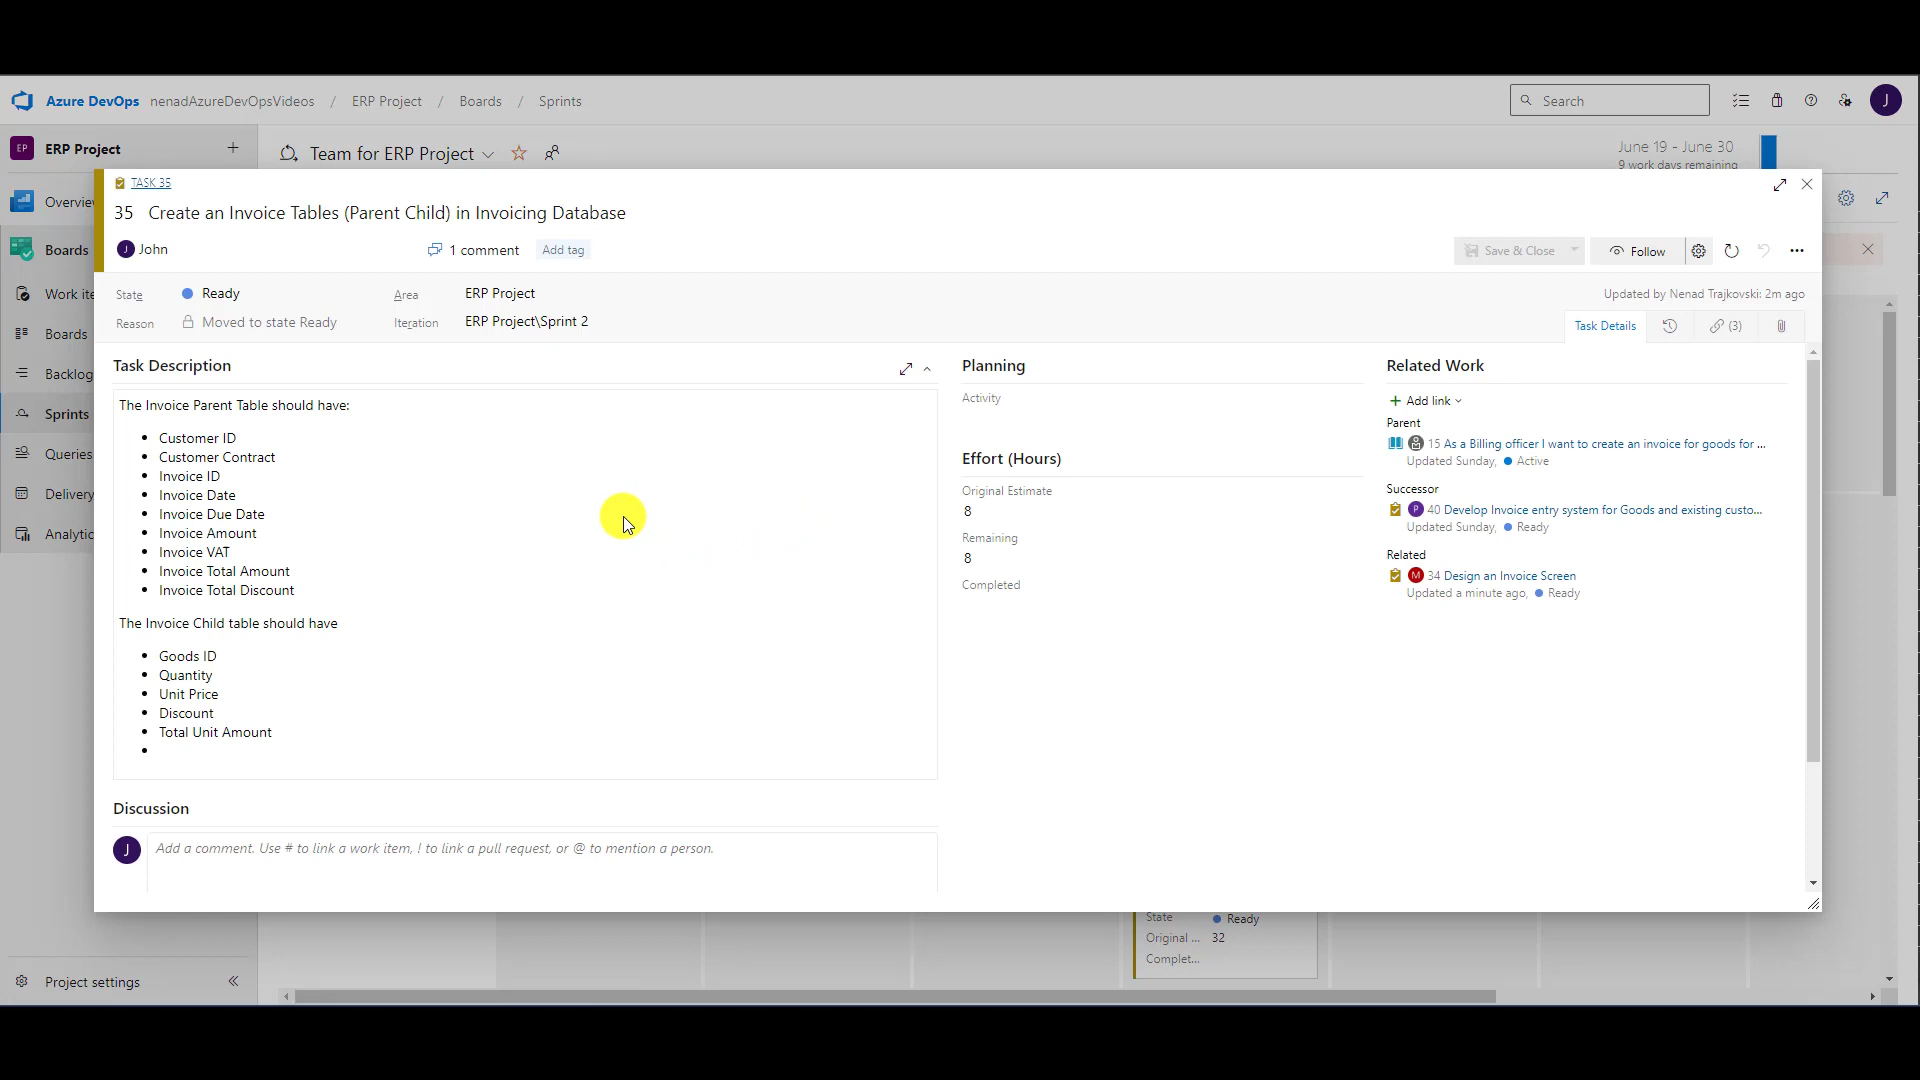 Azure DevOps nenadAzureDevOpsVideos / ERP Project / Boards / Sprints
Search
J
EP ERP Project
Team for ERP Project
June 19 - June 30
9 work days remaining
Overvie
Boards
Work ite
Boards
Backlog
Sprints
Queries
Delivery
Analytic
Project settings
TASK 35
35 Create an Invoice Tables (Parent Child) in Invoicing Database
J John
1 comment
Add tag
Save & Close
Follow
State Ready
Area ERP Project
Updated by Nenad Trajkovski: 2m ago
Reason Moved to state Ready
Iteration ERP Project\Sprint 2
Task Details
(3)
Task Description
The Invoice Parent Table should have:
• Customer ID
• Customer Contract
• Invoice ID
• Invoice Date
• Invoice Due Date
• Invoice Amount
• Invoice VAT
• Invoice Total Amount
• Invoice Total Discount
The Invoice Child table should have
• Goods ID
• Quantity
• Unit Price
• Discount
• Total Unit Amount
•
Discussion
J
Add a comment. Use # to link a work item, ! to link a pull request, or @ to mention a person.
Planning
Activity
Effort (Hours)
Original Estimate
8
Remaining
8
Completed
Related Work
+ Add link
Parent
15 As a Billing officer I want to create an invoice for goods for ...
Updated Sunday, Active
Successor
P 40 Develop Invoice entry system for Goods and existing custo...
Updated Sunday, Ready
Related
M 34 Design an Invoice Screen
Updated a minute ago, Ready
State Ready
Original ... 32
Complet...